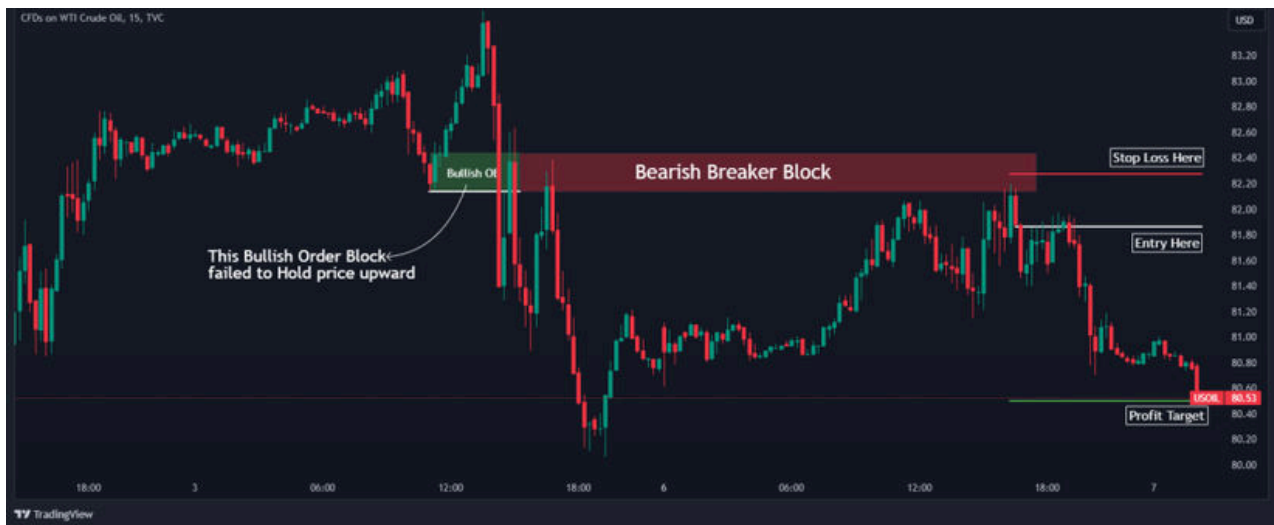 CFDs on WTI Crude Oil, 15, TVC
USD
83.20
83.00
82.80
82.60
82.40
82.20
82.00
81.80
81.60
81.40
81.20
81.00
80.80
80.60
USOIL 80.53
80.40
80.20
80.00
Stop Loss Here
Bullish OB
Bearish Breaker Block
Entry Here
This Bullish Order Block
failed to Hold price upward
Profit Target
18:00 3 06:00 12:00 18:00 6 06:00 12:00 18:00 7
TradingView